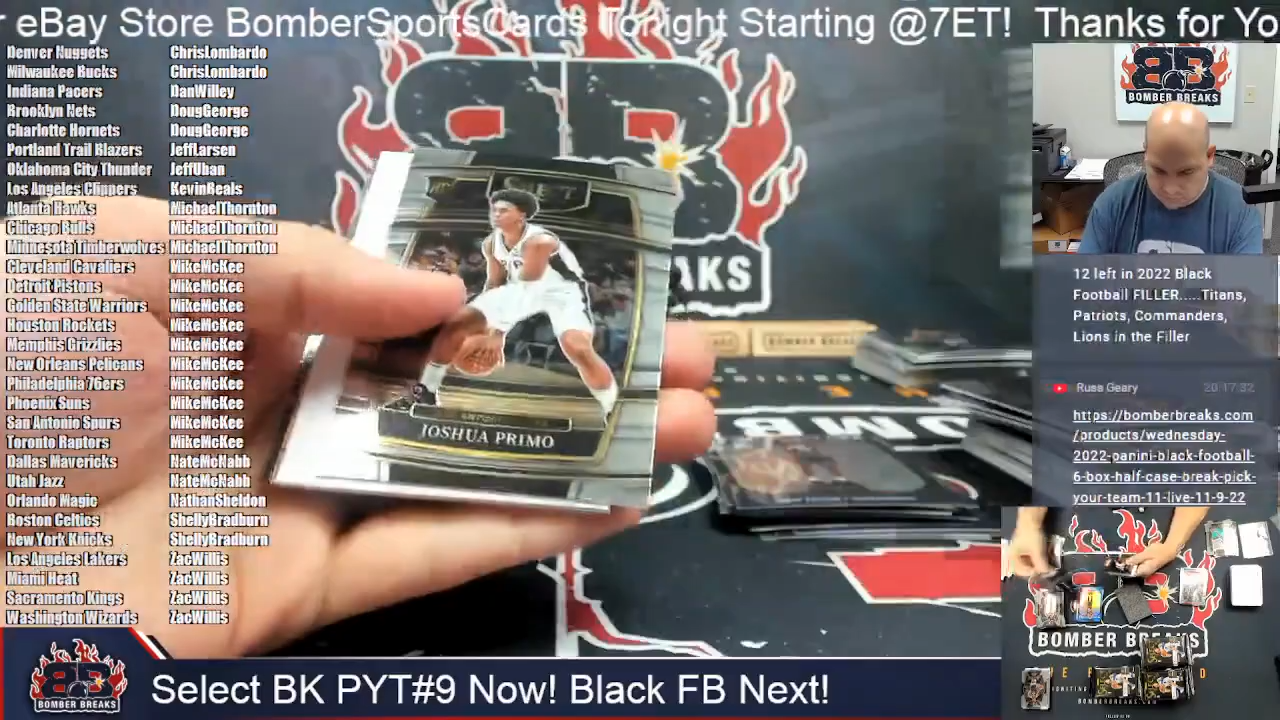 r eBay Store BomberSportsCards Tonight Starting @7ET! Thanks for Yo
Denver Nuggets ChrisLombardo
Milwaukee Bucks ChrisLombardo
Indiana Pacers DanWilley
Brooklyn Nets DougGeorge
Charlotte Hornets DougGeorge
Portland Trail Blazers JeffLarsen
Oklahoma City Thunder JeffUban
Los Angeles Clippers KevinBeals
Atlanta Hawks MichaelThornton
Chicago Bulls MichaelThornton
Minnesota Timberwolves MichaelThornton
Cleveland Cavaliers MikeMcKee
Detroit Pistons MikeMcKee
Golden State Warriors MikeMcKee
Houston Rockets MikeMcKee
Memphis Grizzlies MikeMcKee
New Orleans Pelicans MikeMcKee
Philadelphia 76ers MikeMcKee
Phoenix Suns MikeMcKee
San Antonio Spurs MikeMcKee
Toronto Raptors MikeMcKee
Dallas Mavericks NateMcNabb
Utah Jazz NateMcNabb
Orlando Magic NathanSheldon
Boston Celtics ShellyBradburn
New York Knicks ShellyBradburn
Los Angeles Lakers ZacWillis
Miami Heat ZacWillis
Sacramento Kings ZacWillis
Washington Wizards ZacWillis
JOSHUA PRIMO
BOMBER BREAKS
12 left in 2022 Black
Football FILLER.....Titans,
Patriots, Commanders,
Lions in the Filler
Russ Geary 20:17:32
https://bomberbreaks.com
/products/wednesday-
2022-panini-black-football-
6-box-half-case-break-pick-
your-team-11-live-11-9-22
BOMBER BREAKS
BOMBER BREAKS
Select BK PYT#9 Now! Black FB Next!